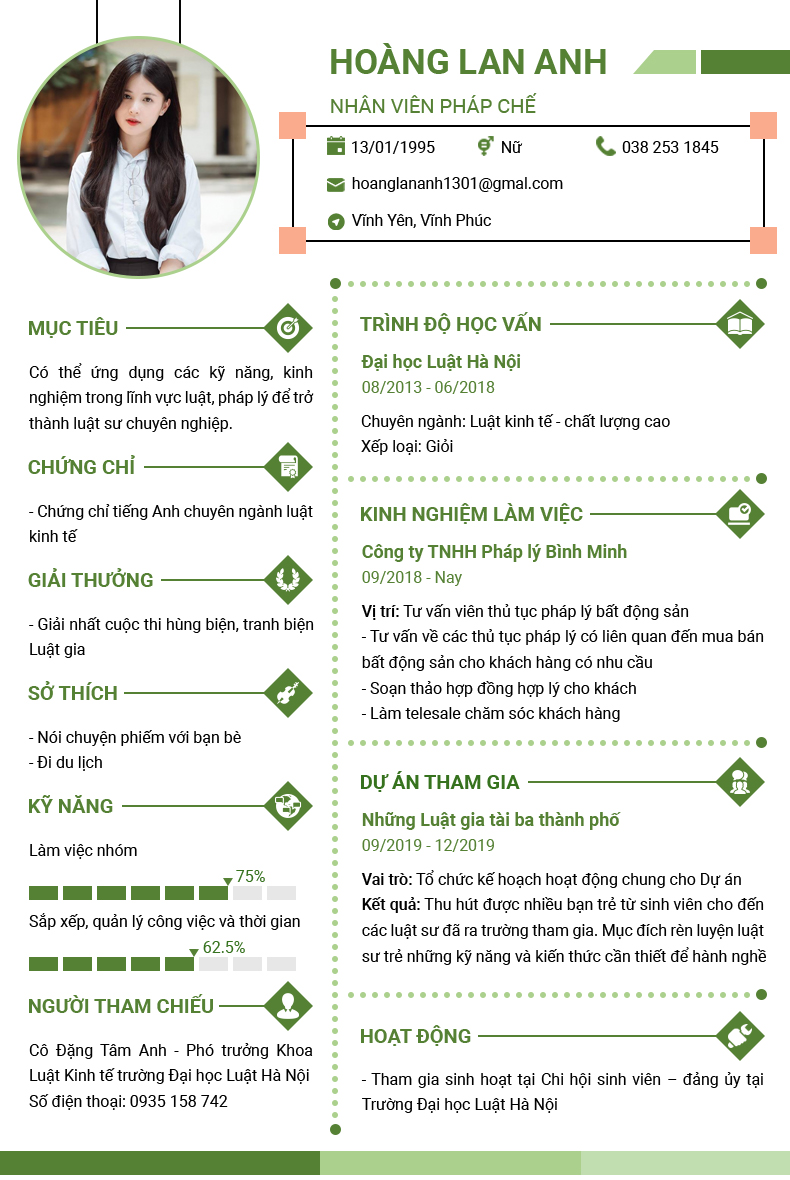 HOÀNG LAN ANH
NHÂN VIÊN PHÁP CHẾ
13/01/1995 Nữ 038 253 1845
hoanglananh1301@gmal.com
Vĩnh Yên, Vĩnh Phúc
MỤC TIÊU
Có thể ứng dụng các kỹ năng, kinh
nghiệm trong lĩnh vực luật, pháp lý để trở
thành luật sư chuyên nghiệp.
CHỨNG CHỈ
- Chứng chỉ tiếng Anh chuyên ngành luật
kinh tế
GIẢI THƯỞNG
- Giải nhất cuộc thi hùng biện, tranh biện
Luật gia
SỞ THÍCH
- Nói chuyện phiếm với bạn bè
- Đi du lịch
KỸ NĂNG
Làm việc nhóm
75%
Sắp xếp, quản lý công việc và thời gian
62.5%
NGƯỜI THAM CHIẾU
Cô Đặng Tâm Anh - Phó trưởng Khoa
Luật Kinh tế trường Đại học Luật Hà Nội
Số điện thoại: 0935 158 742
TRÌNH ĐỘ HỌC VẤN
Đại học Luật Hà Nội
08/2013 - 06/2018
Chuyên ngành: Luật kinh tế - chất lượng cao
Xếp loại: Giỏi
KINH NGHIỆM LÀM VIỆC
Công ty TNHH Pháp lý Bình Minh
09/2018 - Nay
Vị trí: Tư vấn viên thủ tục pháp lý bất động sản
- Tư vấn về các thủ tục pháp lý có liên quan đến mua bán
bất động sản cho khách hàng có nhu cầu
- Soạn thảo hợp đồng hợp lý cho khách
- Làm telesale chăm sóc khách hàng
DỰ ÁN THAM GIA
Những Luật gia tài ba thành phố
09/2019 - 12/2019
Vai trò: Tổ chức kế hoạch hoạt động chung cho Dự án
Kết quả: Thu hút được nhiều bạn trẻ từ sinh viên cho đến
các luật sư đã ra trường tham gia. Mục đích rèn luyện luật
sư trẻ những kỹ năng và kiến thức cần thiết để hành nghề
HOẠT ĐỘNG
- Tham gia sinh hoạt tại Chi hội sinh viên – đảng ủy tại
Trường Đại học Luật Hà Nội